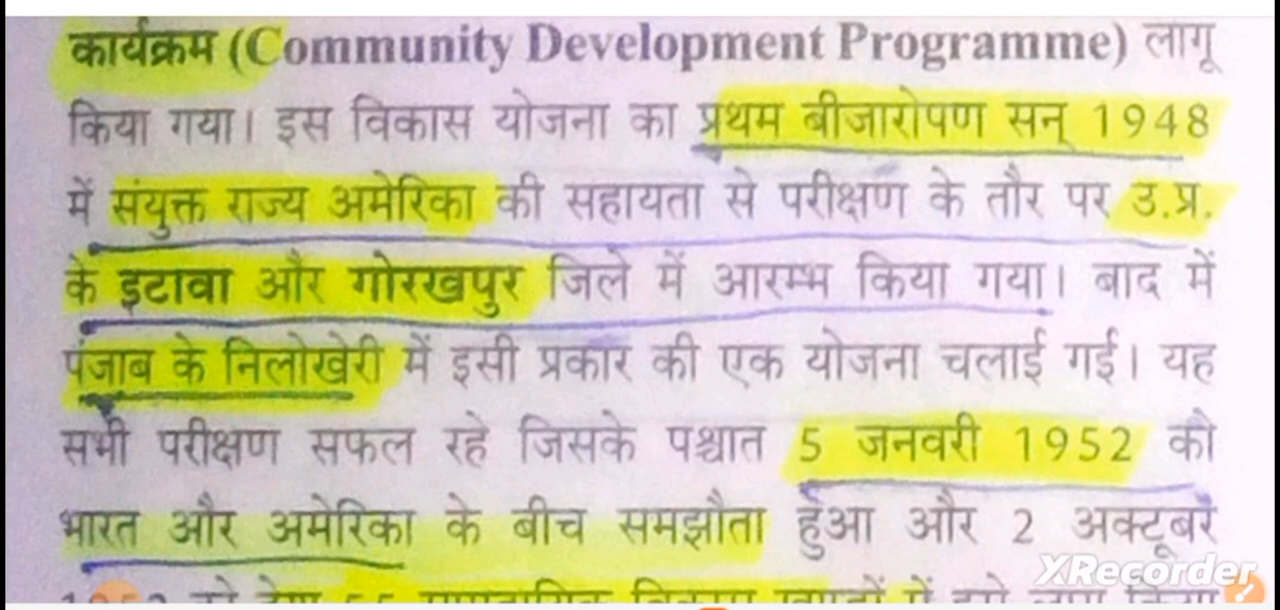 कार्यक्रम (Community Development Programme) लागू
किया गया। इस विकास योजना का प्रथम बीजारोपण सन् 1948
में संयुक्त राज्य अमेरिका की सहायता से परीक्षण के तौर पर उ.प्र.
के इटावा और गोरखपुर जिले में आरम्भ किया गया। बाद में
पंजाब के निलोखेरी में इसी प्रकार की एक योजना चलाई गई। यह
सभी परीक्षण सफल रहे जिसके पश्चात 5 जनवरी 1952 को
भारत और अमेरिका के बीच समझौता हुआ और 2 अक्टूबर
XRecorder